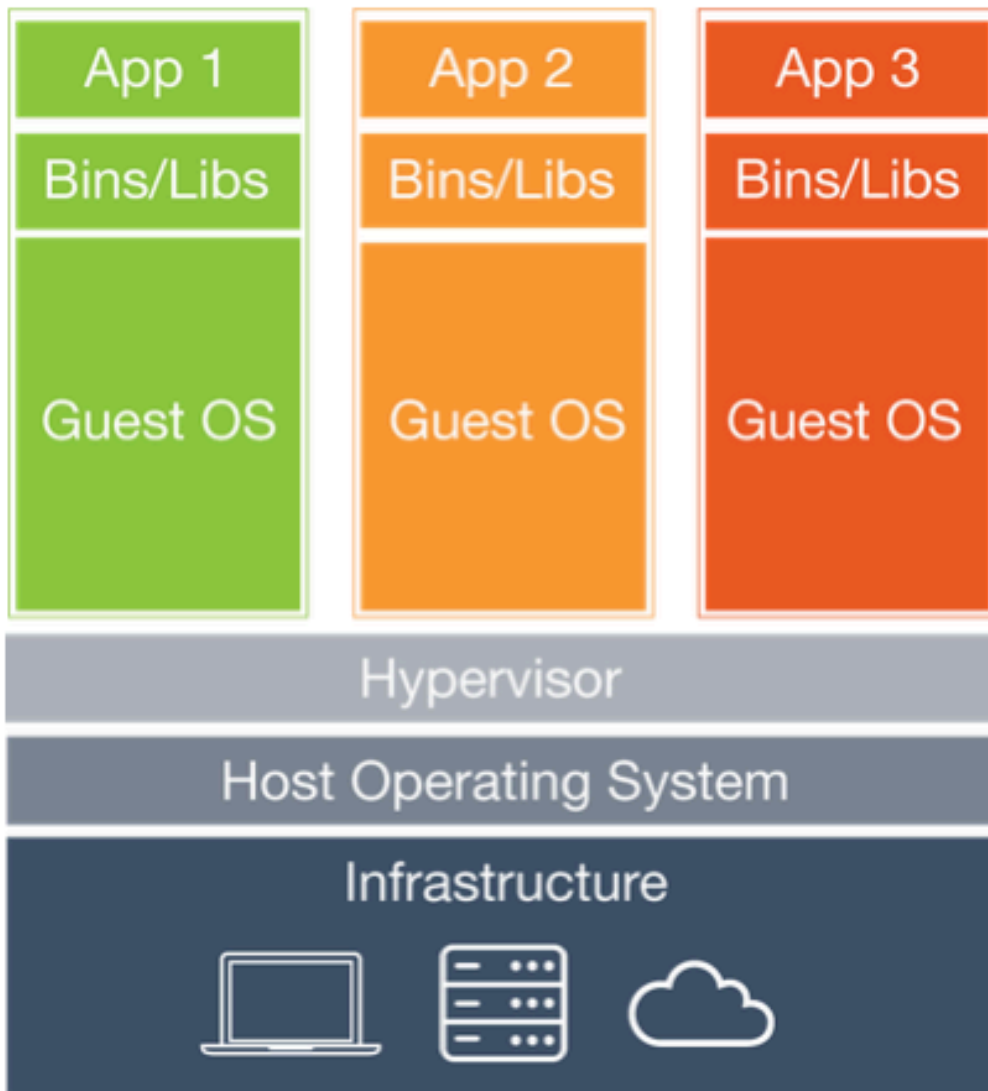 App 1
App 2
App 3
Bins/Libs
Bins/Libs
Bins/Libs
Guest OS
Guest OS
Guest OS
Hypervisor
Host Operating System
Infrastructure